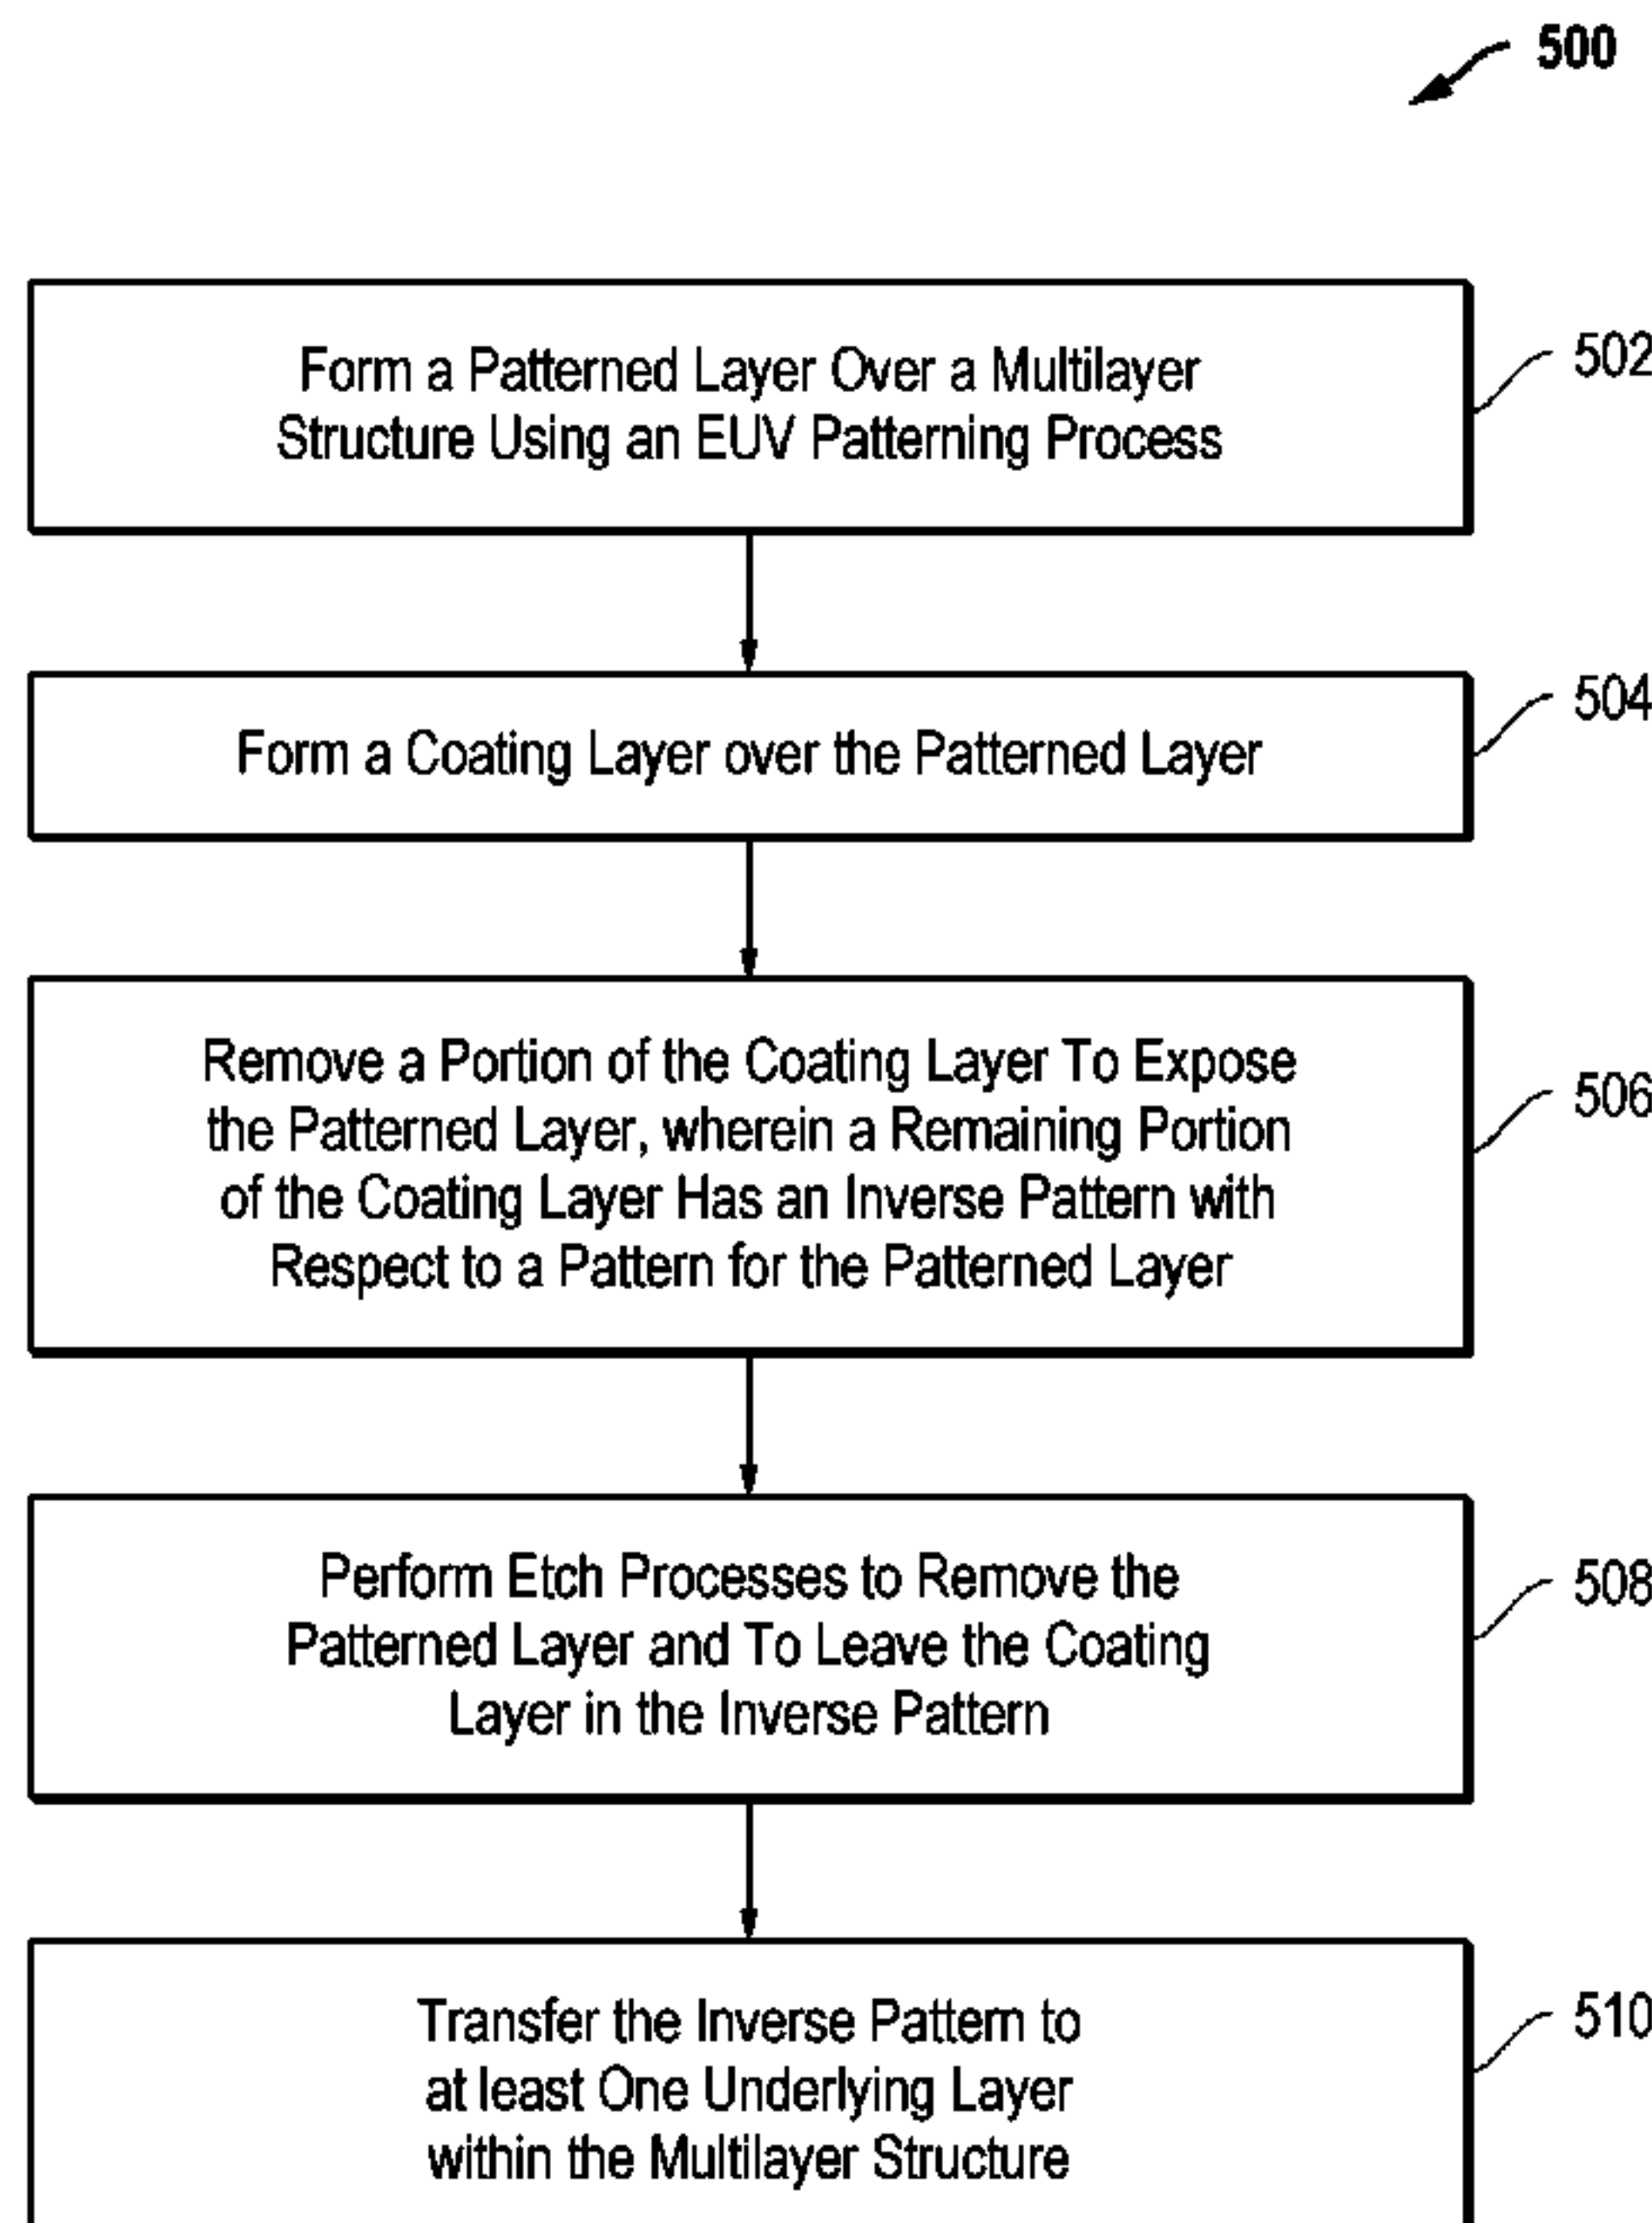 500
Form a Patterned Layer Over a Multilayer
Structure Using an EUV Patterning Process
502
Form a Coating Layer over the Patterned Layer
504
Remove a Portion of the Coating Layer To Expose
the Patterned Layer, wherein a Remaining Portion
of the Coating Layer Has an Inverse Pattern with
Respect to a Pattern for the Patterned Layer
506
Perform Etch Processes to Remove the
Patterned Layer and To Leave the Coating
Layer in the Inverse Pattern
508
Transfer the Inverse Pattern to
at least One Underlying Layer
within the Multilayer Structure
510